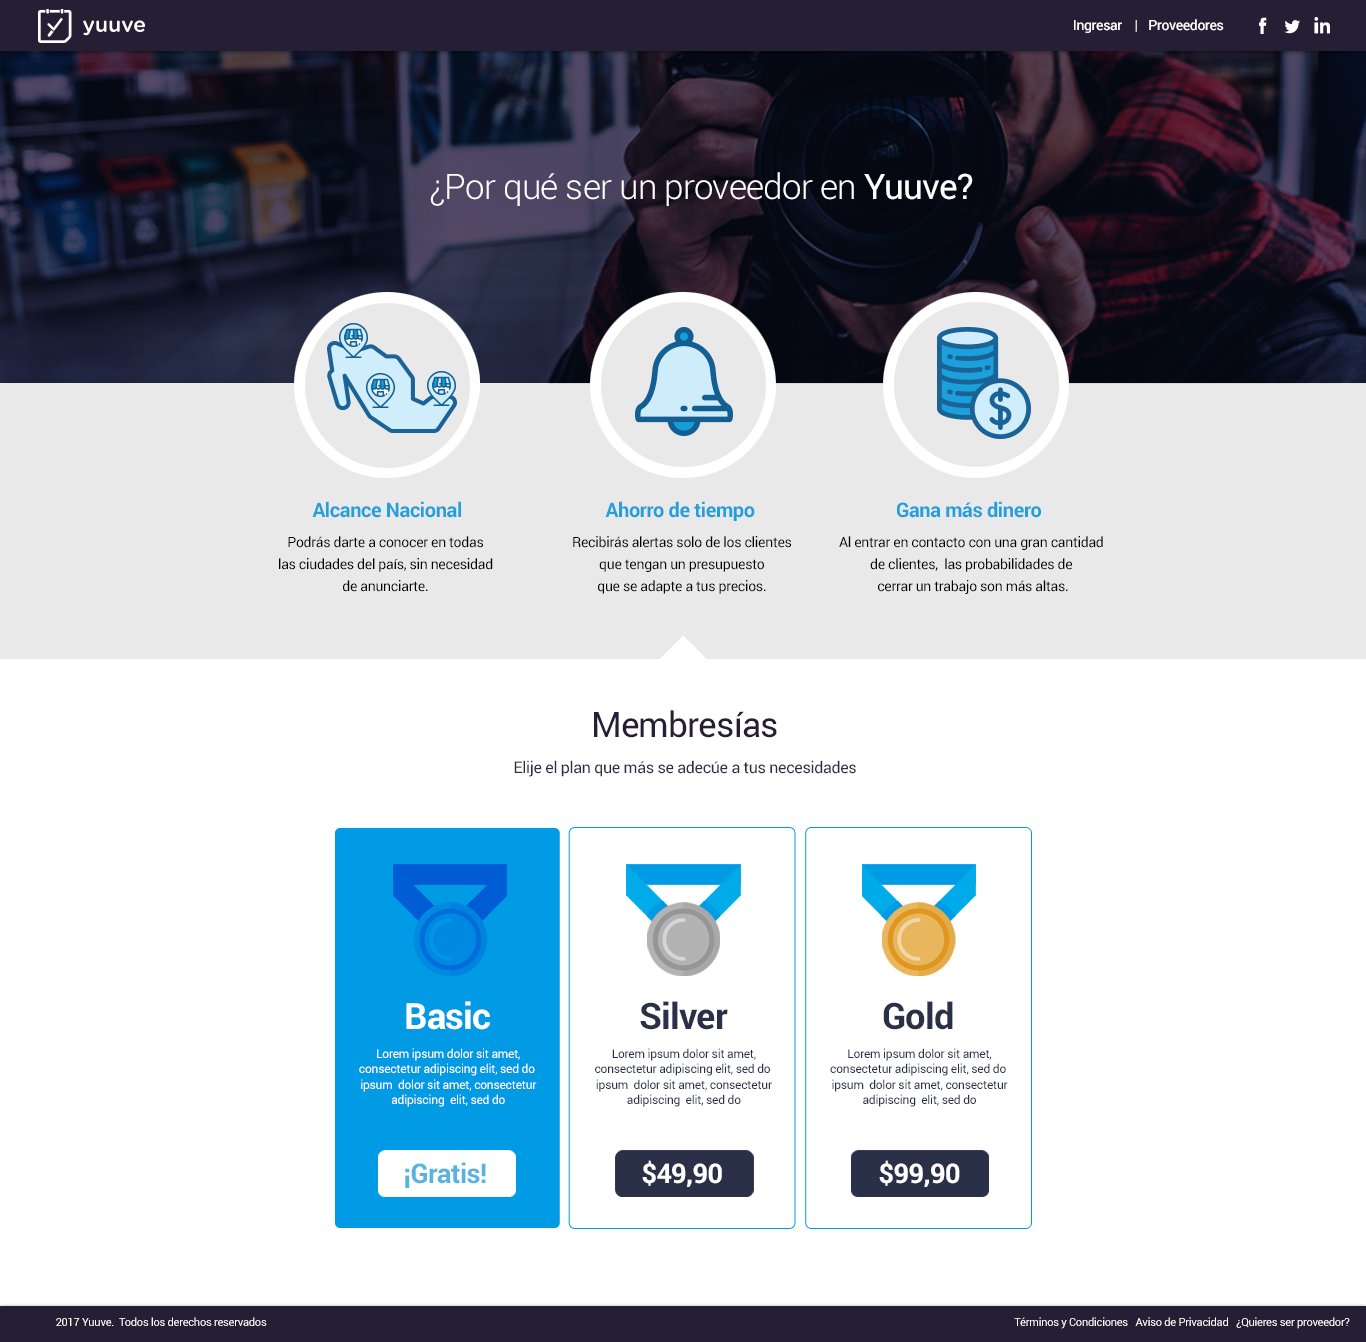 yuuve
Ingresar | Proveedores
¿Por qué ser un proveedor en Yuuve?
Alcance Nacional
Podrás darte a conocer en todas
las ciudades del país, sin necesidad
de anunciarte.
Ahorro de tiempo
Recibirás alertas solo de los clientes
que tengan un presupuesto
que se adapte a tus precios.
Gana más dinero
Al entrar en contacto con una gran cantidad
de clientes, las probabilidades de
cerrar un trabajo son más altas.
Membresías
Elije el plan que más se adecúe a tus necesidades
Basic
Lorem ipsum dolor sit amet,
consectetur adipiscing elit, sed do
ipsum dolor sit amet, consectetur
adipiscing elit, sed do
¡Gratis!
Silver
Lorem ipsum dolor sit amet,
consectetur adipiscing elit, sed do
ipsum dolor sit amet, consectetur
adipiscing elit, sed do
$49,90
Gold
Lorem ipsum dolor sit amet,
consectetur adipiscing elit, sed do
ipsum dolor sit amet, consectetur
adipiscing elit, sed do
$99,90
2017 Yuuve. Todos los derechos reservados
Términos y Condiciones Aviso de Privacidad ¿Quieres ser proveedor?